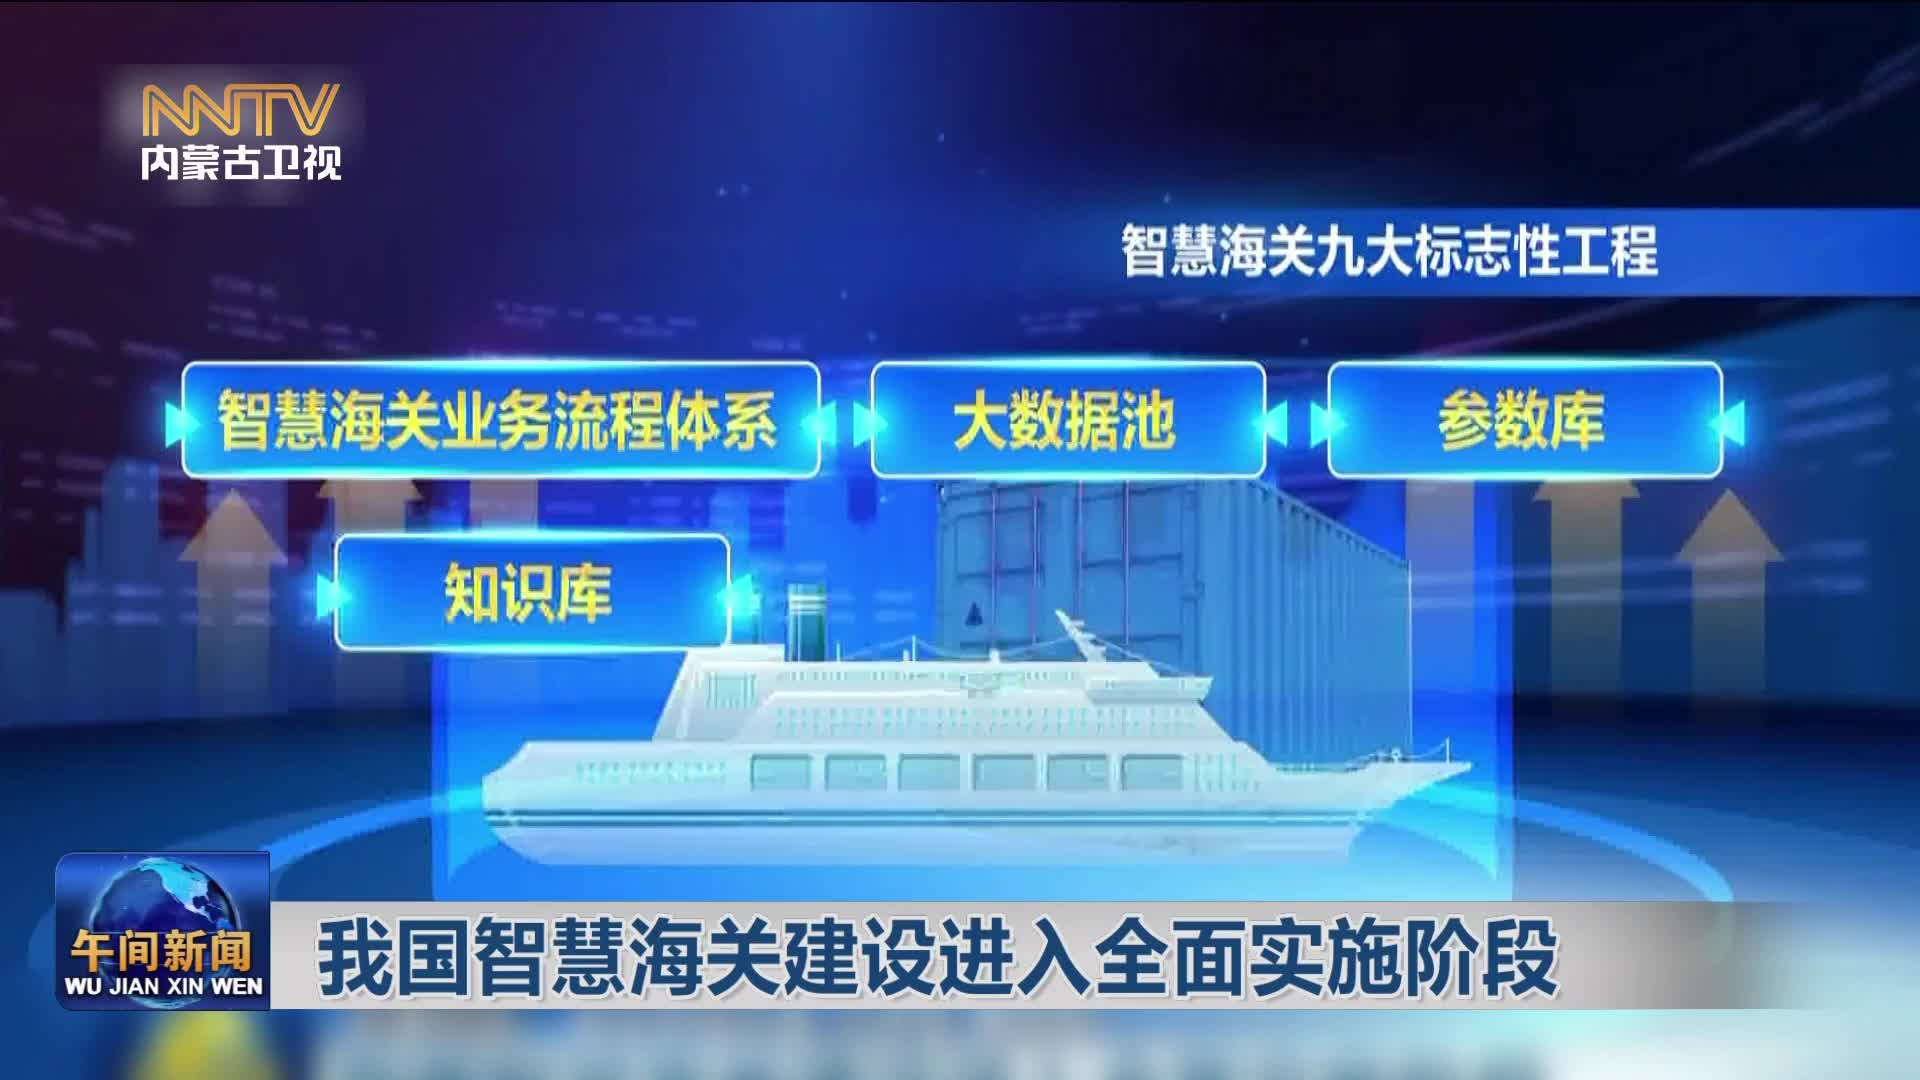 NNTV
内蒙古卫视
智慧海关九大标志性工程
智慧海关业务流程体系
大数据池
参数库
知识库
午间新闻
WU JIAN XIN WEN
我国智慧海关建设进入全面实施阶段